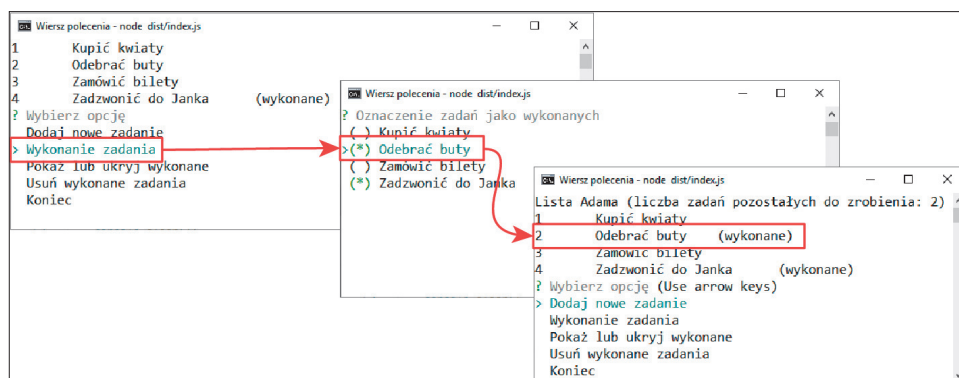 Wiersz polecenia - node dist/index.js
1 Kupić kwiaty
2 Odebrać buty
3 Zamówić bilety
4 Zadzwonić do Janka (wykonane)
? Wybierz opcję
Dodaj nowe zadanie
> Wykonanie zadania
Pokaż lub ukryj wykonane
Usuń wykonane zadania
Koniec
Wiersz polecenia - node dist/index.js
? Oznaczenie zadań jako wykonanych
( ) Kupić kwiaty
>(*) Odebrać buty
( ) Zamówić bilety
(*) Zadzwonić do Janka
Wiersz polecenia - node dist/index.js
Lista Adama (liczba zadań pozostałych do zrobienia: 2)
1 Kupić kwiaty
2 Odebrać buty (wykonane)
3 Zamówić bilety
4 Zadzwonić do Janka (wykonane)
? Wybierz opcję (Use arrow keys)
> Dodaj nowe zadanie
Wykonanie zadania
Pokaż lub ukryj wykonane
Usuń wykonane zadania
Koniec